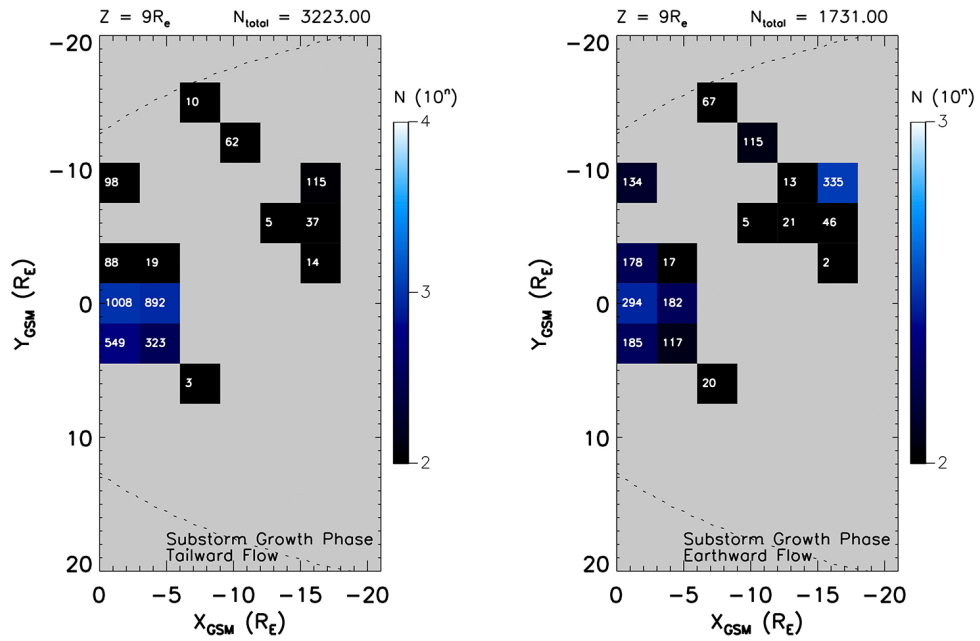 Z = 9Rₑ N_total = 3223.00
-20
N (10ⁿ)
10
4
62
-10
98
115
5 37
88 19
14
3
0
1008 892
549 323
3
10
2
Substorm Growth Phase
Tailward Flow
20
0 -5 -10 -15 -20
X_GSM (R_E)
Y_GSM (R_E)
Z = 9Rₑ N_total = 1731.00
-20
N (10ⁿ)
67
3
115
-10
134
13 335
5 21 46
178 17
2
0
294 182
185 117
20
10
2
Substorm Growth Phase
Earthward Flow
20
0 -5 -10 -15 -20
X_GSM (R_E)
Y_GSM (R_E)